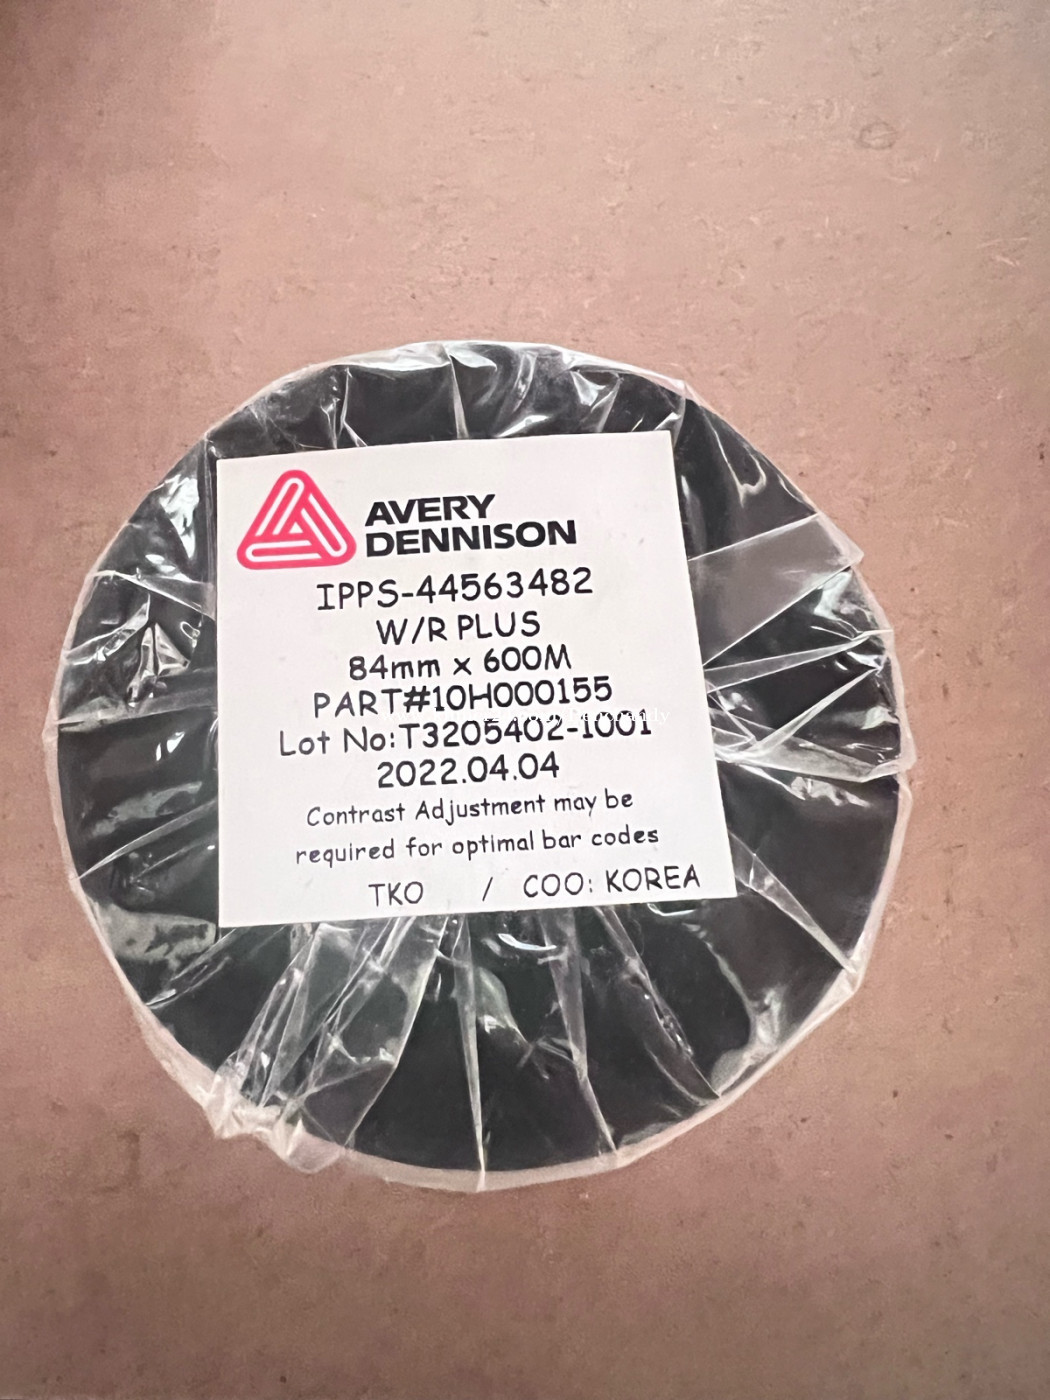 AVERY
DENNISON
IPPS-44563482
W/R PLUS
84mm x 600M
PART#10H000155
Lot No:T3205402-1001
2022.04.04
Contrast Adjustment may be
required for optimal bar codes
TKO / COO: KOREA